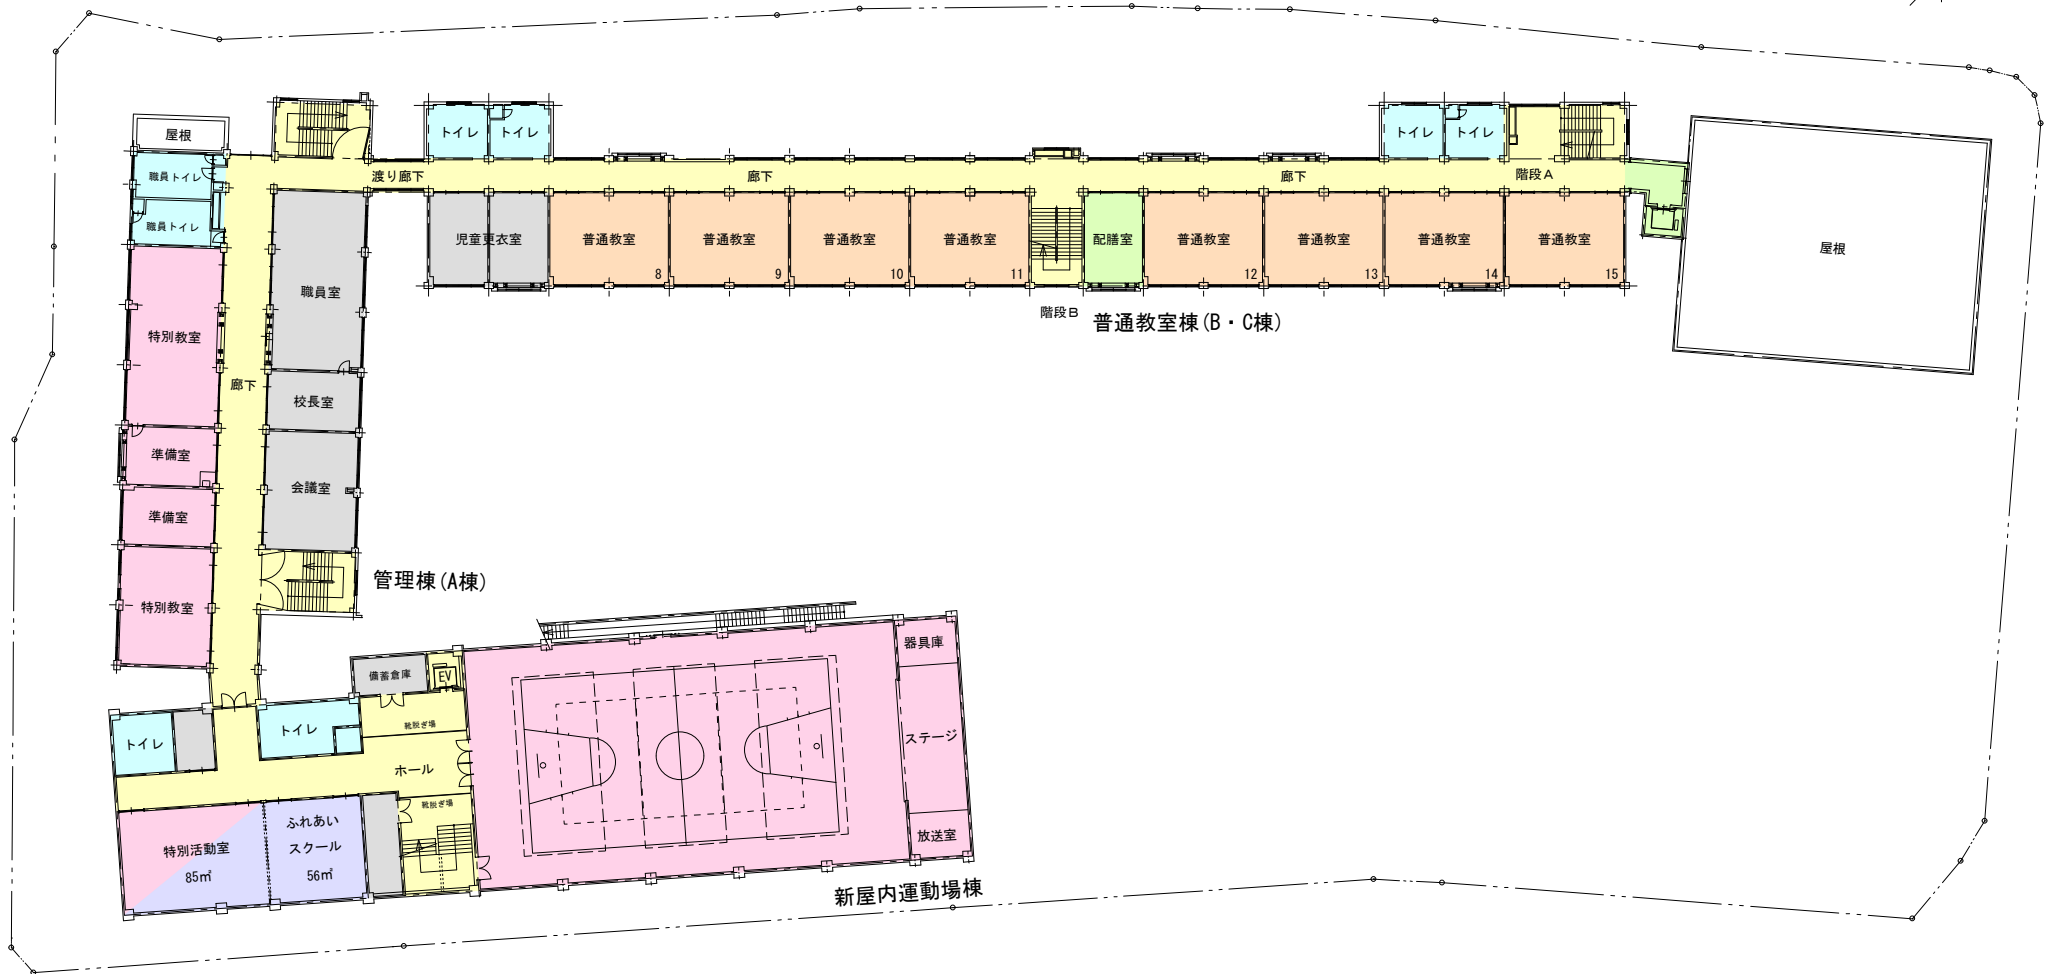 屋根
トイレ
トイレ
トイレ
トイレ
職員トイレ
渡り廊下
廊下
廊下
階段A
職員トイレ
児童更衣室
普通教室
8
普通教室
9
普通教室
10
普通教室
11
配膳室
普通教室
12
普通教室
13
普通教室
14
普通教室
15
屋根
職員室
階段B
普通教室棟(B・C棟)
特別教室
廊下
校長室
準備室
会議室
準備室
管理棟(A棟)
特別教室
備蓄倉庫
EV
器具庫
靴脱ぎ場
トイレ
トイレ
ステージ
ホール
靴脱ぎ場
ふれあい
スクール
56㎡
特別活動室
85㎡
放送室
新屋内運動場棟